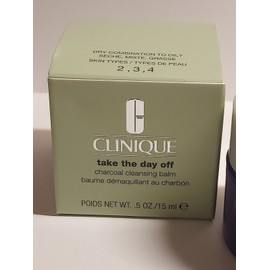 DRY COMBINATION TO OILY
SÈCHE, MIXTE, GRASSE
SKIN TYPES / TYPES DE PEAU
2,3,4
CLINIQUE
take the day off
charcoal cleansing balm
baume démaquillant au charbon
POIDS NET WT. .5 OZ/15 ml ℮